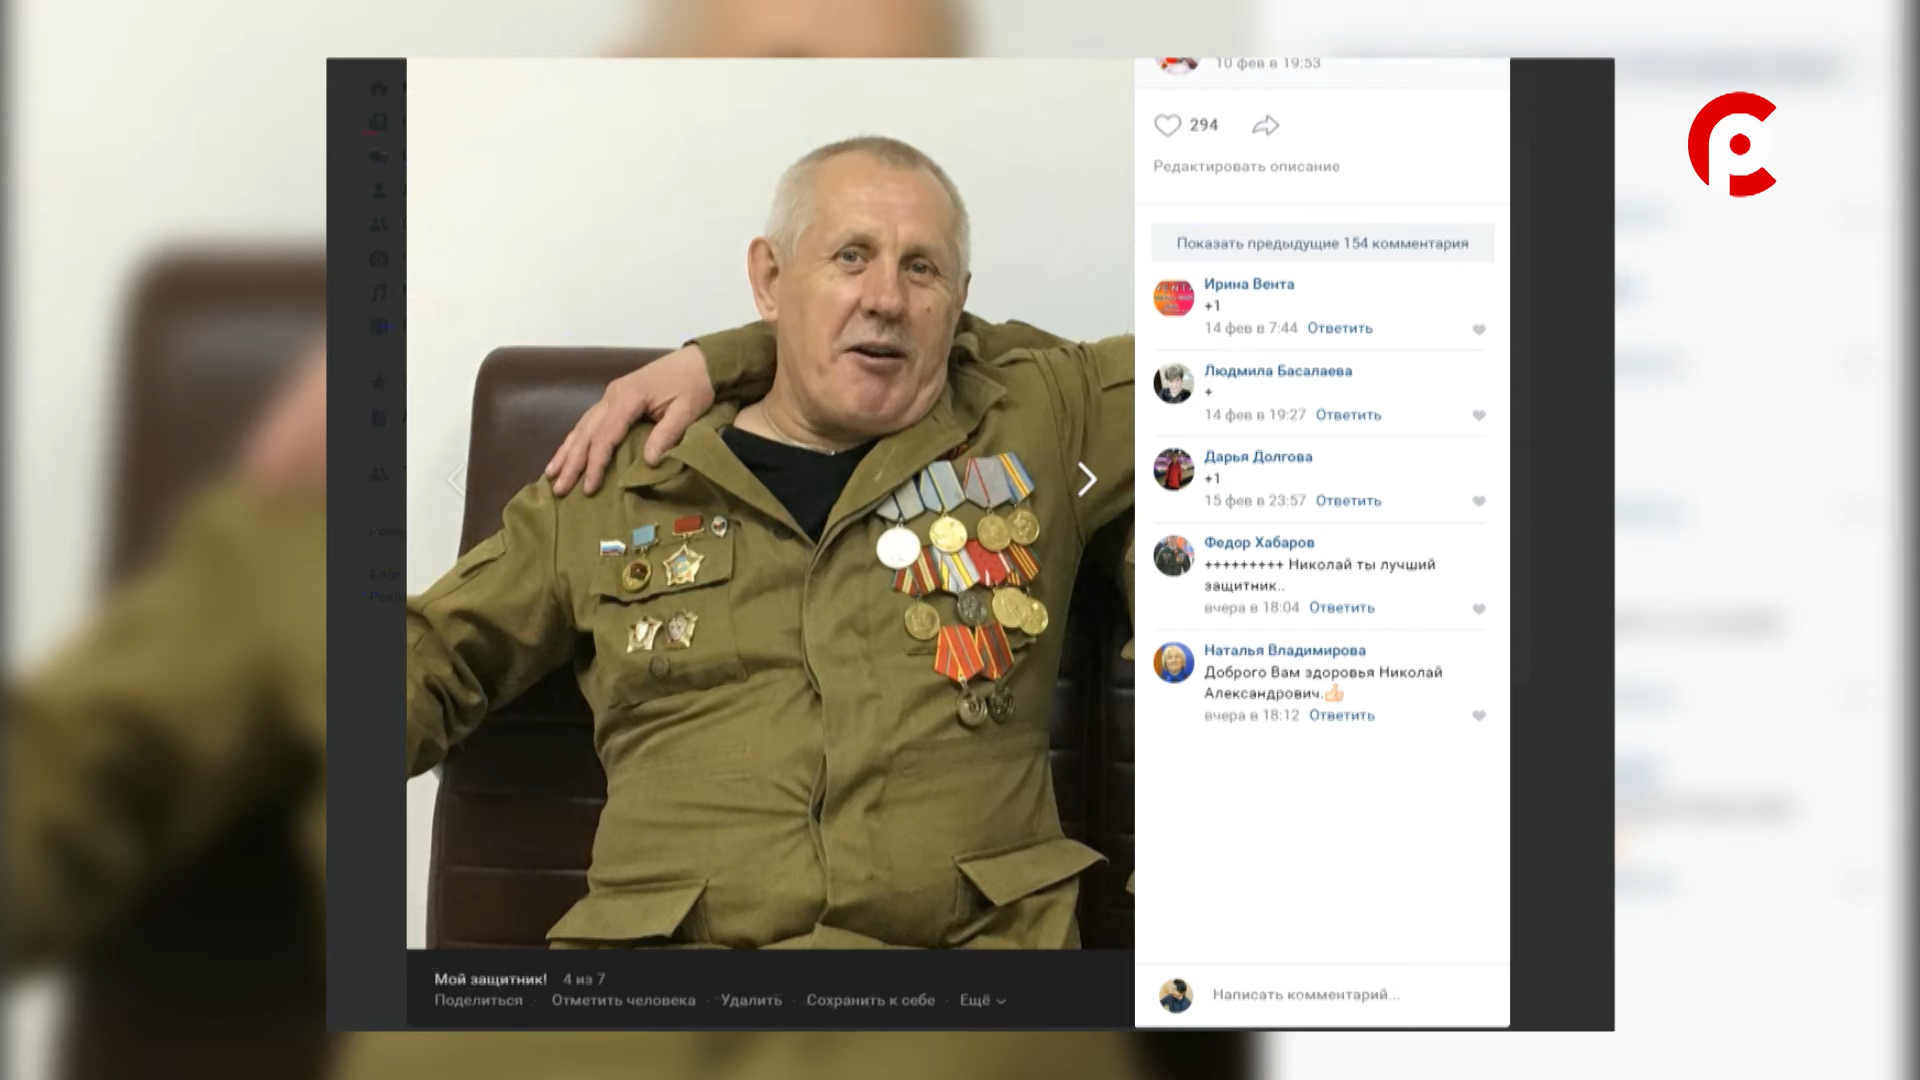 10 фев в 19:53
294
Редактировать описание
Показать предыдущие 154 комментария
Ирина Вента
+1
14 фев в 7:44 Ответить
Людмила Басалаева
+
14 фев в 19:27 Ответить
Дарья Долгова
+1
15 фев в 23:57 Ответить
Федор Хабаров
+++++++++ Николай ты лучший
защитник..
вчера в 18:04 Ответить
Наталья Владимирова
Доброго Вам здоровья Николай
Александрович.👍
вчера в 18:12 Ответить
Написать комментарий...
Мой защитник! 4 из 7
Поделиться · Отметить человека · Удалить · Сохранить к себе · Ещё
Блог